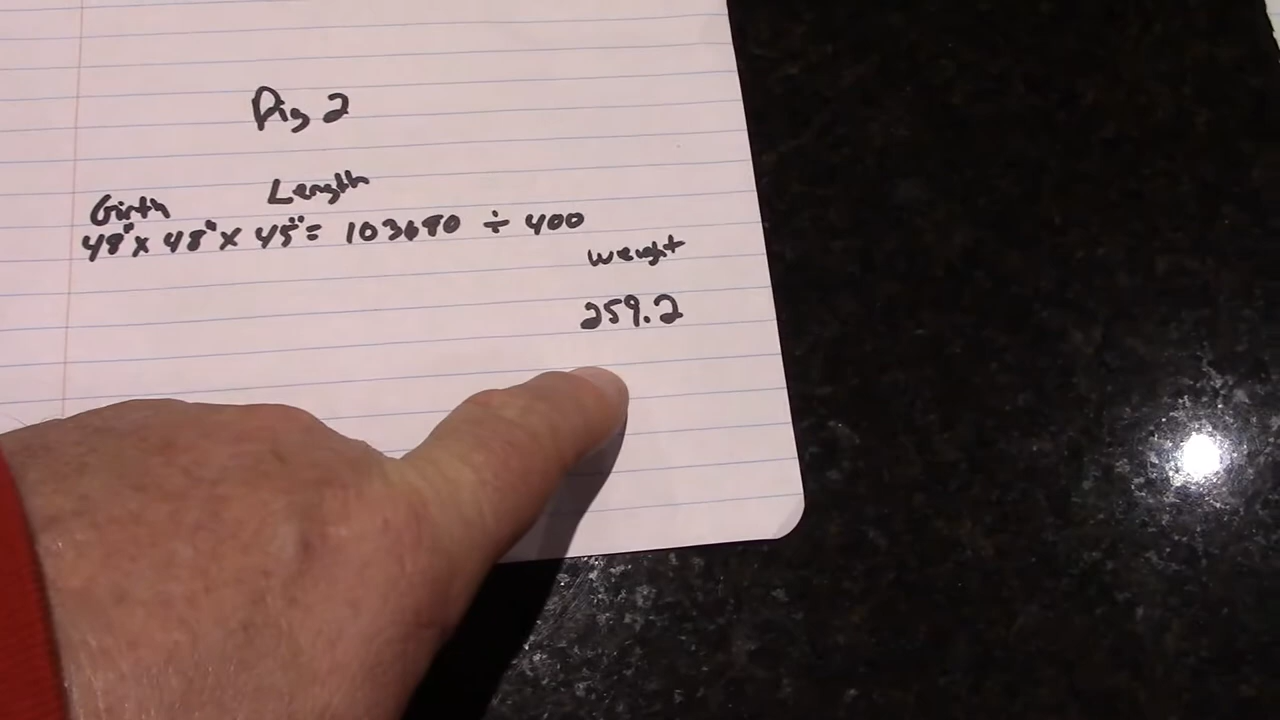 Pig 2
Girth Length
48" x 48" x 45" = 103680 ÷ 400
weight
259.2